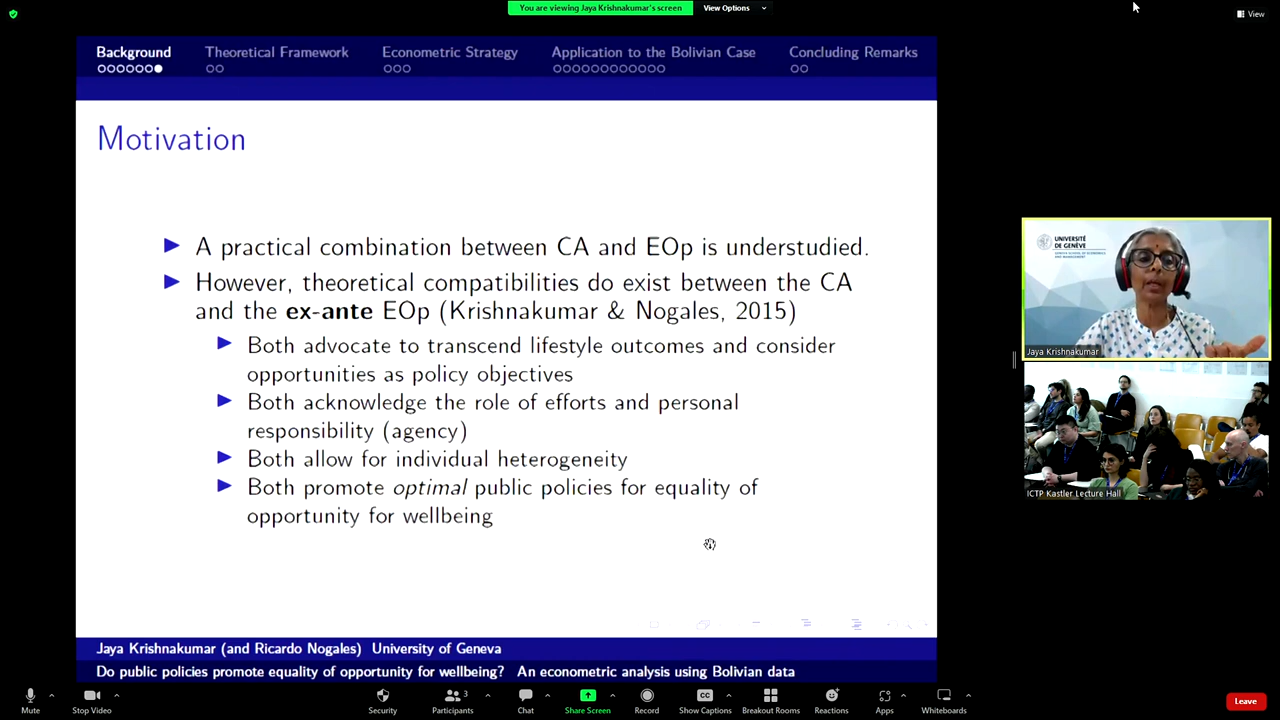 You are viewing Jaya Krishnakumar's screen
View Options
View
Background
Theoretical Framework
Econometric Strategy
Application to the Bolivian Case
Concluding Remarks
Motivation
A practical combination between CA and EOp is understudied.
However, theoretical compatibilities do exist between the CA
and the ex-ante EOp (Krishnakumar & Nogales, 2015)
Both advocate to transcend lifestyle outcomes and consider
opportunities as policy objectives
Both acknowledge the role of efforts and personal
responsibility (agency)
Both allow for individual heterogeneity
Both promote optimal public policies for equality of
opportunity for wellbeing
Jaya Krishnakumar (and Ricardo Nogales) University of Geneva
Do public policies promote equality of opportunity for wellbeing? An econometric analysis using Bolivian data
UNIVERSITÉ
DE GENÈVE
Jaya Krishnakumar
ICTP Kastler Lecture Hall
Mute
Stop Video
Security
Participants
3
Chat
Share Screen
Record
CC
Show Captions
Breakout Rooms
Reactions
Apps
Whiteboards
Leave